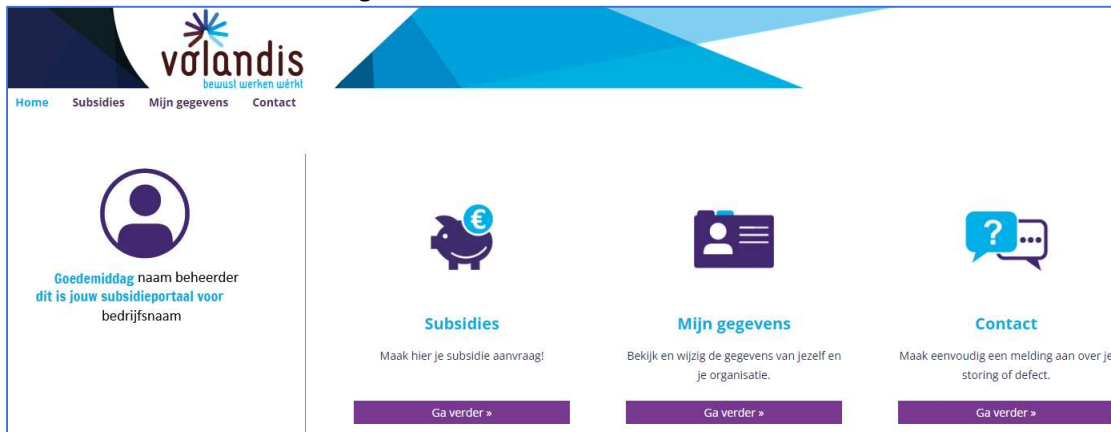 volandis
bewust werken wérkt
Home Subsidies Mijn gegevens Contact
Goedemiddag naam beheerder
dit is jouw subsidieportaal voor
bedrijfsnaam
€
Subsidies
Maak hier je subsidie aanvraag!
Ga verder »
Mijn gegevens
Bekijk en wijzig de gegevens van jezelf en
je organisatie.
Ga verder »
?
Contact
Maak eenvoudig een melding aan over je
storing of defect.
Ga verder »